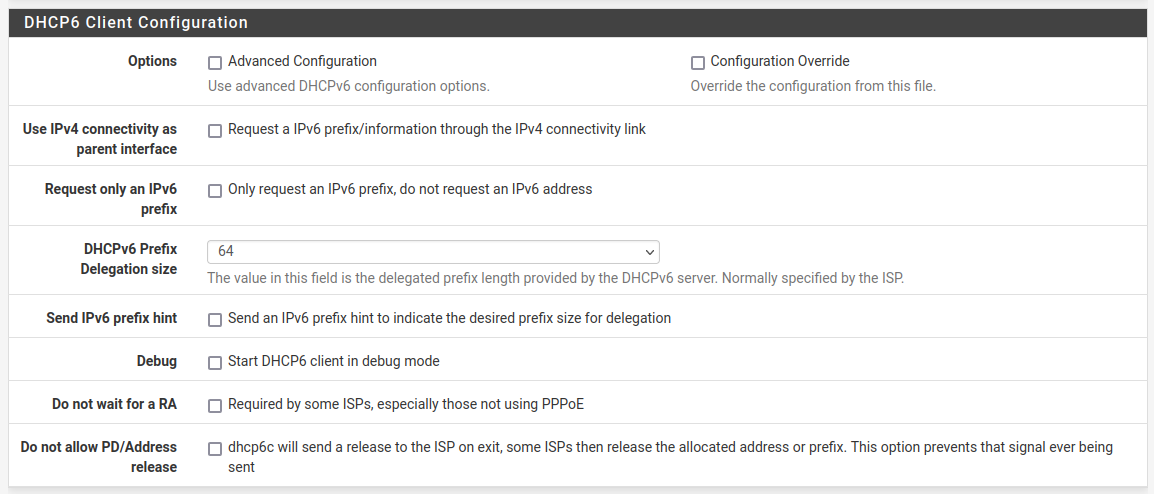 DHCP6 Client Configuration
Options
Advanced Configuration
Configuration Override
Use advanced DHCPv6 configuration options.
Override the configuration from this file.
Use IPv4 connectivity as
parent interface
Request a IPv6 prefix/information through the IPv4 connectivity link
Request only an IPv6
prefix
Only request an IPv6 prefix, do not request an IPv6 address
DHCPv6 Prefix
Delegation size
64
The value in this field is the delegated prefix length provided by the DHCPv6 server. Normally specified by the ISP.
Send IPv6 prefix hint
Send an IPv6 prefix hint to indicate the desired prefix size for delegation
Debug
Start DHCP6 client in debug mode
Do not wait for a RA
Required by some ISPs, especially those not using PPPoE
Do not allow PD/Address
release
dhcp6c will send a release to the ISP on exit, some ISPs then release the allocated address or prefix. This option prevents that signal ever being
sent